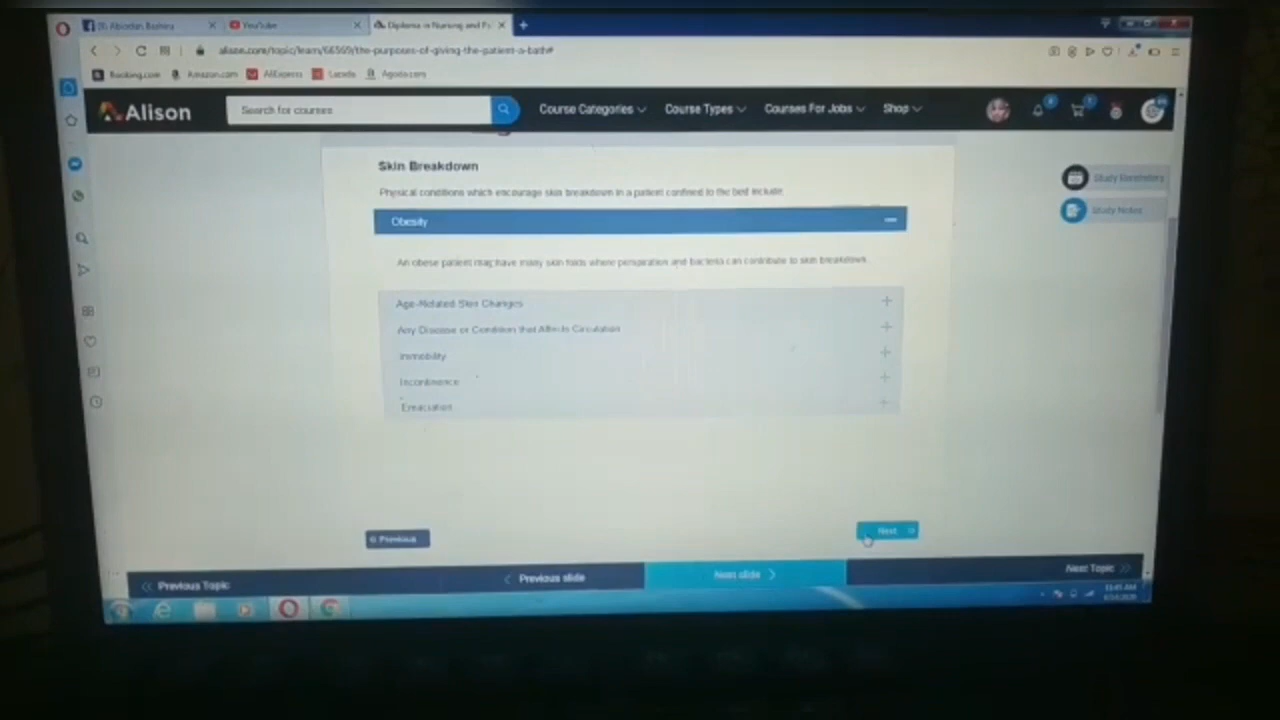 YouTube
Diploma in Nursing and Pa
alison.com/topic/learn/66569/the-purposes-of-giving-the-patient-a-bath#
Booking.com Amazon.com AliExpress Lazada Agoda.com
Alison Search for courses Course Categories Course Types Courses For Jobs Shop
Skin Breakdown
Study Reminders
Physical conditions which encourage skin breakdown in a patient confined to the bed include:
Study Notes
Obesity
An obese patient may have many skin folds where perspiration and bacteria can contribute to skin breakdown.
Age-Related Skin Changes
Any Disease or Condition that Affects Circulation
Immobility
Incontinence
Emaciation
Previous Next
Previous Topic Previous slide Next slide Next Topic
11:45 AM